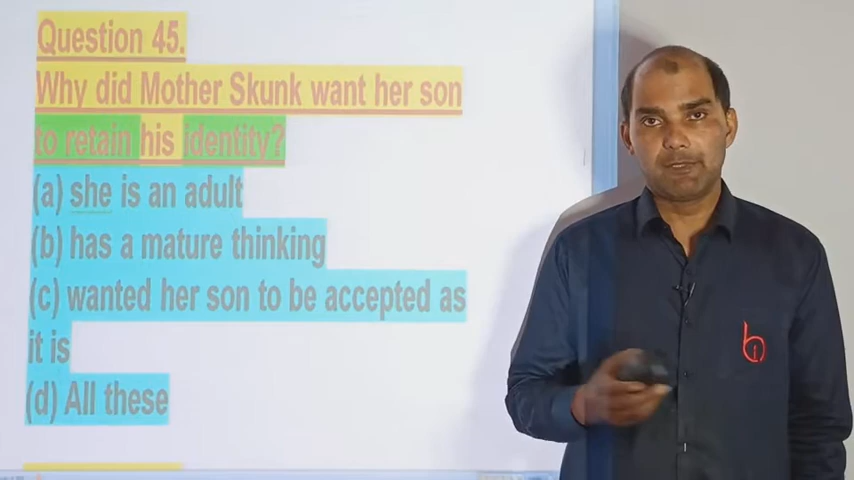 Question 45.
Why did Mother Skunk want her son
to retain his identity?
(a) she is an adult
(b) has a mature thinking
(c) wanted her son to be accepted as
it is
(d) All these